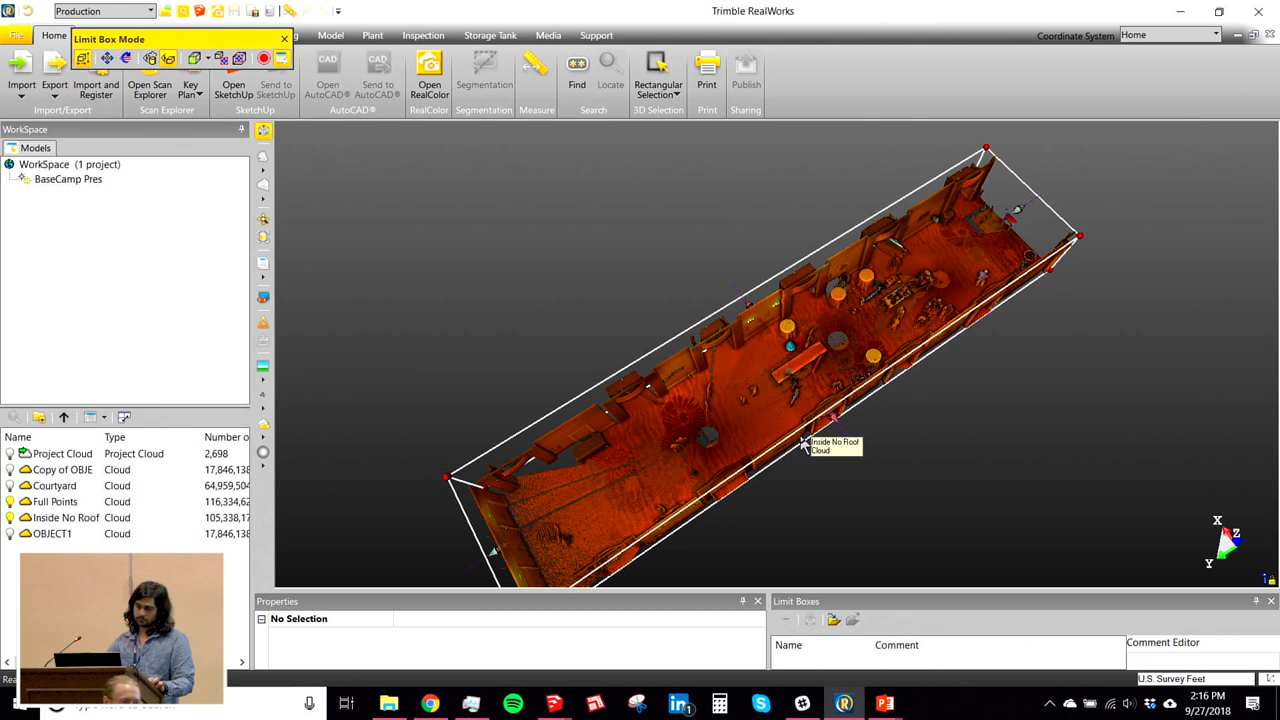 Production
Trimble RealWorks
File
Home
Model
Plant
Inspection
Storage Tank
Media
Support
Coordinate System
Home
Limit Box Mode
Import
Export
Import and
Register
Open Scan
Explorer
Key
Plan
Open
SketchUp
Send to
SketchUp
Open
AutoCAD®
Send to
AutoCAD®
Open
RealColor
Segmentation
Measure
Find
Locate
Rectangular
Selection
Print
Publish
Import/Export
Scan Explorer
SketchUp
AutoCAD®
RealColor
Segmentation
Measure
Search
3D Selection
Print
Sharing
WorkSpace
Models
WorkSpace (1 project)
BaseCamp Pres
Name Type Number o
Project Cloud Project Cloud 2,698
Copy of OBJE Cloud 17,846,138
Courtyard Cloud 64,959,504
Full Points Cloud 116,334,62
Inside No Roof Cloud 105,338,17
OBJECT1 Cloud 17,846,138
Inside No Roof
Cloud
X
Z
Y
Properties
No Selection
Limit Boxes
Name Comment
Comment Editor
U.S. Survey Feet
Type here to search
2:16 PM
9/27/2018